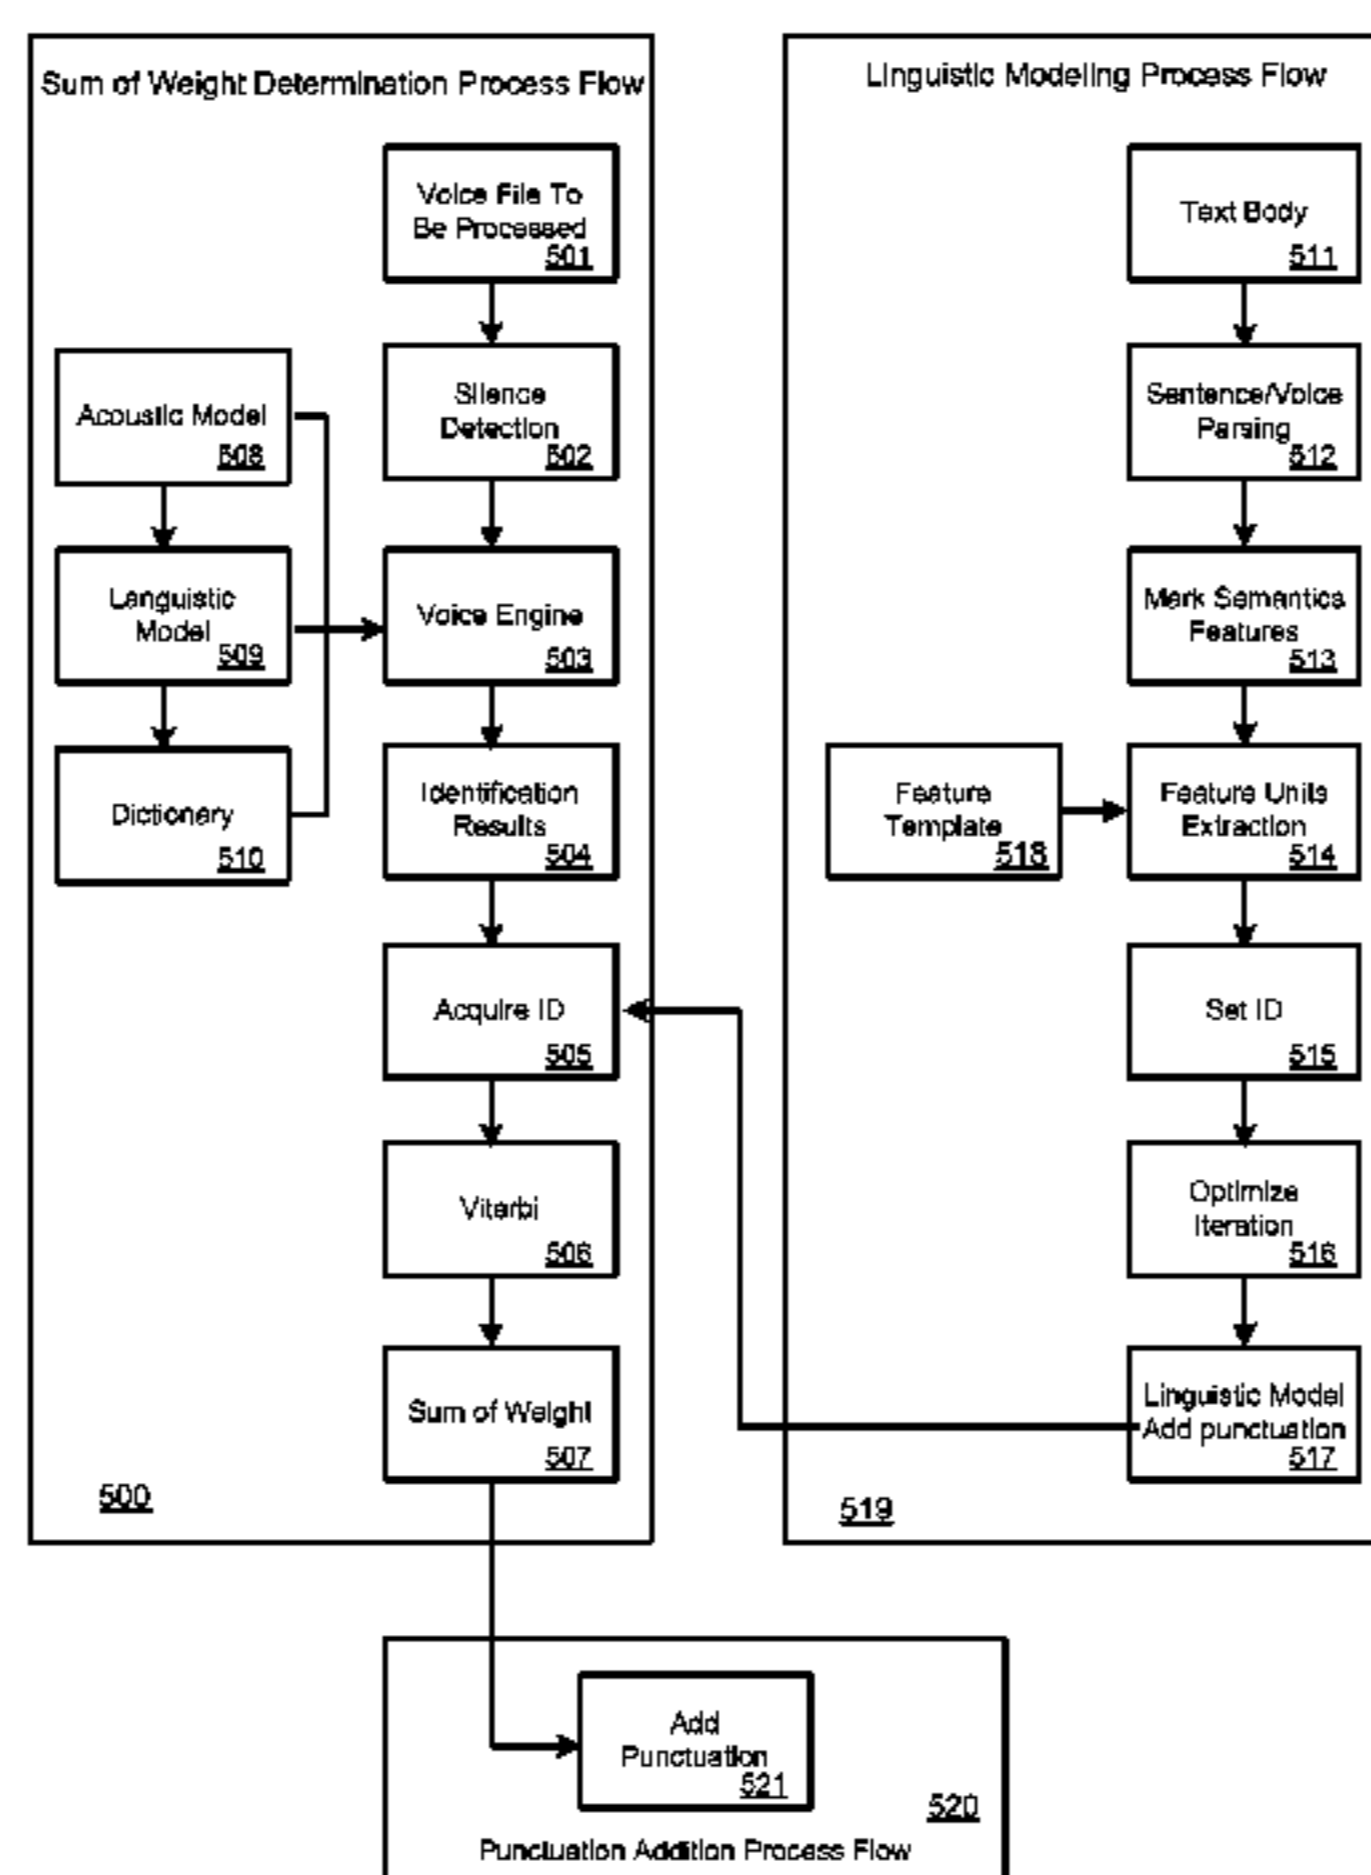 Sum of Weight Determination Process Flow
Voice File To
Be Processed
501
Silence
Detection
502
Acoustic Model
508
Languistic
Model
509
Voice Engine
503
Dictionary
510
Identification
Results
504
Acquire ID
505
Viterbi
506
Sum of Weight
507
500
Linguistic Modeling Process Flow
Text Body
511
Sentence/Voice
Parsing
512
Mark Semantics
Features
513
Feature
Template
518
Feature Units
Extraction
514
Set ID
515
Optimize
Iteration
516
Linguistic Model
Add punctuation
517
519
Add
Punctuation
521
520
Punctuation Addition Process Flow